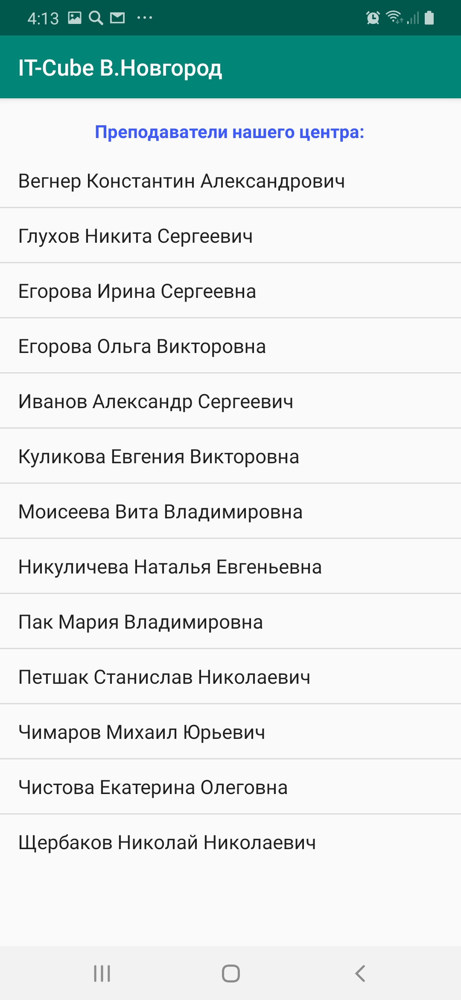 4:13
IT-Cube В.Новгород
Преподаватели нашего центра:
Вегнер Константин Александрович
Глухов Никита Сергеевич
Егорова Ирина Сергеевна
Егорова Ольга Викторовна
Иванов Александр Сергеевич
Куликова Евгения Викторовна
Моисеева Вита Владимировна
Никуличева Наталья Евгеньевна
Пак Мария Владимировна
Петшак Станислав Николаевич
Чимаров Михаил Юрьевич
Чистова Екатерина Олеговна
Щербаков Николай Николаевич